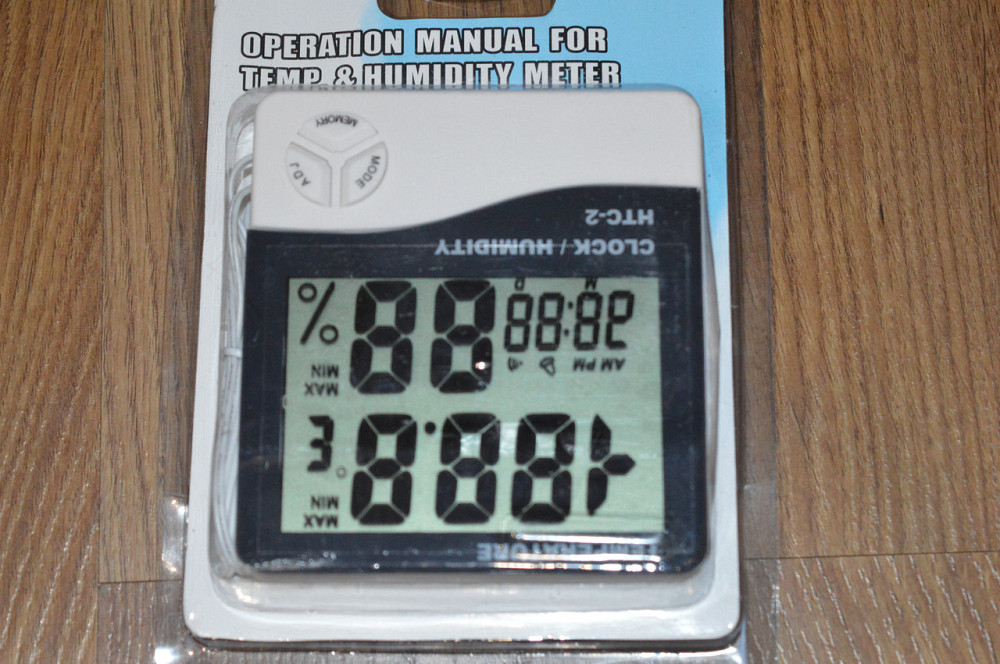 OPERATION MANUAL FOR
TEMP. & HUMIDITY METER
TEMPERATURE
-188.8 °E
MAX
MIN
AM PM
28:88
M D
88 %
MAX
MIN
CLOCK / HUMIDITY
HTC-2
MODE
ADJ
MEMORY